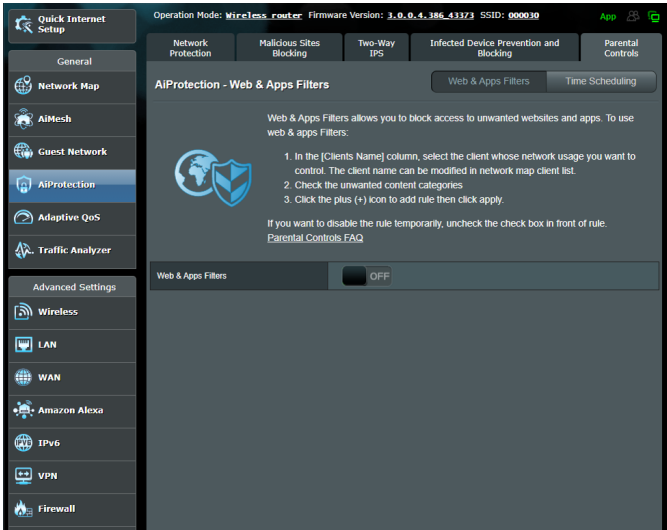 Quick Internet
Setup
Operation Mode: Wireless router Firmware Version: 3.0.0.4.386_43373 SSID: 000030
App
General
Network Map
AiMesh
Guest Network
AiProtection
Adaptive QoS
Traffic Analyzer
Advanced Settings
Wireless
LAN
WAN
Amazon Alexa
IPv6
VPN
Firewall
Network
Protection
Malicious Sites
Blocking
Two-Way
IPS
Infected Device Prevention and
Blocking
Parental
Controls
AiProtection - Web & Apps Filters
Web & Apps Filters
Time Scheduling
Web & Apps Filters allows you to block access to unwanted websites and apps. To use
web & apps Filters:
1. In the [Clients Name] column, select the client whose network usage you want to
control. The client name can be modified in network map client list.
2. Check the unwanted content categories
3. Click the plus (+) icon to add rule then click apply.
If you want to disable the rule temporarily, uncheck the check box in front of rule.
Parental Controls FAQ
Web & Apps Filters
OFF